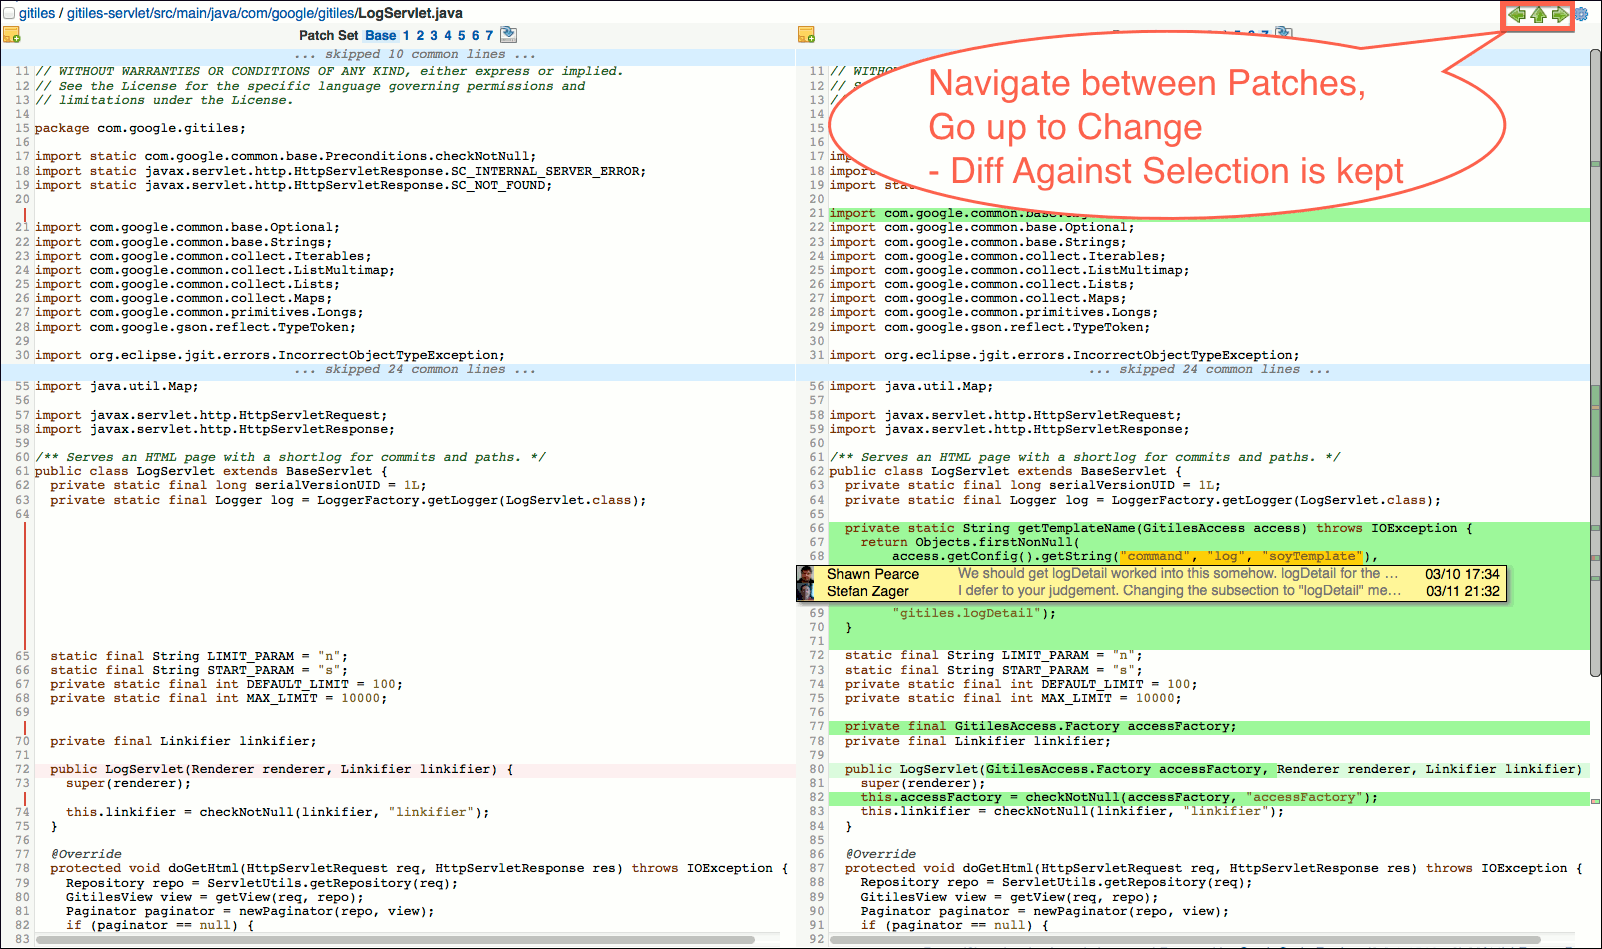 gitiles / gitiles-servlet/src/main/java/com/google/gitiles/LogServlet.java
Patch Set Base 1 2 3 4 5 6 7
... skipped 10 common lines ...
11 // WITHOUT WARRANTIES OR CONDITIONS OF ANY KIND, either express or implied.
12 // See the License for the specific language governing permissions and
13 // limitations under the License.
14
15 package com.google.gitiles;
16
17 import static com.google.common.base.Preconditions.checkNotNull;
18 import static javax.servlet.http.HttpServletResponse.SC_INTERNAL_SERVER_ERROR;
19 import static javax.servlet.http.HttpServletResponse.SC_NOT_FOUND;
20
21 import com.google.common.base.Optional;
22 import com.google.common.base.Strings;
23 import com.google.common.collect.Iterables;
24 import com.google.common.collect.ListMultimap;
25 import com.google.common.collect.Lists;
26 import com.google.common.collect.Maps;
27 import com.google.common.primitives.Longs;
28 import com.google.gson.reflect.TypeToken;
29
30 import org.eclipse.jgit.errors.IncorrectObjectTypeException;
... skipped 24 common lines ...
55 import java.util.Map;
56
57 import javax.servlet.http.HttpServletRequest;
58 import javax.servlet.http.HttpServletResponse;
59
60 /** Serves an HTML page with a shortlog for commits and paths. */
61 public class LogServlet extends BaseServlet {
62 private static final long serialVersionUID = 1L;
63 private static final Logger log = LoggerFactory.getLogger(LogServlet.class);
64
65 static final String LIMIT_PARAM = "n";
66 static final String START_PARAM = "s";
67 private static final int DEFAULT_LIMIT = 100;
68 private static final int MAX_LIMIT = 10000;
69
70 private final Linkifier linkifier;
71
72 public LogServlet(Renderer renderer, Linkifier linkifier) {
73 super(renderer);
74 this.linkifier = checkNotNull(linkifier, "linkifier");
75 }
76
77 @Override
78 protected void doGetHtml(HttpServletRequest req, HttpServletResponse res) throws IOException {
79 Repository repo = ServletUtils.getRepository(req);
80 GitilesView view = getView(req, repo);
81 Paginator paginator = newPaginator(repo, view);
82 if (paginator == null) {
83
Navigate between Patches,
Go up to Change
- Diff Against Selection is kept
11 // WITH
12 //
13 /
14
15
16
17 imp
18 import
19 import sta
20
21 import com.google.common.base.
22 import com.google.common.base.Optional;
23 import com.google.common.base.Strings;
24 import com.google.common.collect.Iterables;
25 import com.google.common.collect.ListMultimap;
26 import com.google.common.collect.Lists;
27 import com.google.common.collect.Maps;
28 import com.google.common.primitives.Longs;
29 import com.google.gson.reflect.TypeToken;
30
31 import org.eclipse.jgit.errors.IncorrectObjectTypeException;
... skipped 24 common lines ...
56 import java.util.Map;
57
58 import javax.servlet.http.HttpServletRequest;
59 import javax.servlet.http.HttpServletResponse;
60
61 /** Serves an HTML page with a shortlog for commits and paths. */
62 public class LogServlet extends BaseServlet {
63 private static final long serialVersionUID = 1L;
64 private static final Logger log = LoggerFactory.getLogger(LogServlet.class);
65
66 private static String getTemplateName(GitilesAccess access) throws IOException {
67 return Objects.firstNonNull(
68 access.getConfig().getString("command", "log", "soyTemplate"),
Shawn Pearce We should get logDetail worked into this somehow. logDetail for the ... 03/10 17:34
Stefan Zager I defer to your judgement. Changing the subsection to "logDetail" me... 03/11 21:32
69 "gitiles.logDetail");
70 }
71
72 static final String LIMIT_PARAM = "n";
73 static final String START_PARAM = "s";
74 private static final int DEFAULT_LIMIT = 100;
75 private static final int MAX_LIMIT = 10000;
76
77 private final GitilesAccess.Factory accessFactory;
78 private final Linkifier linkifier;
79
80 public LogServlet(GitilesAccess.Factory accessFactory, Renderer renderer, Linkifier linkifier)
81 super(renderer);
82 this.accessFactory = checkNotNull(accessFactory, "accessFactory");
83 this.linkifier = checkNotNull(linkifier, "linkifier");
84 }
85
86 @Override
87 protected void doGetHtml(HttpServletRequest req, HttpServletResponse res) throws IOException {
88 Repository repo = ServletUtils.getRepository(req);
89 GitilesView view = getView(req, repo);
90 Paginator paginator = newPaginator(repo, view);
91 if (paginator == null) {
92